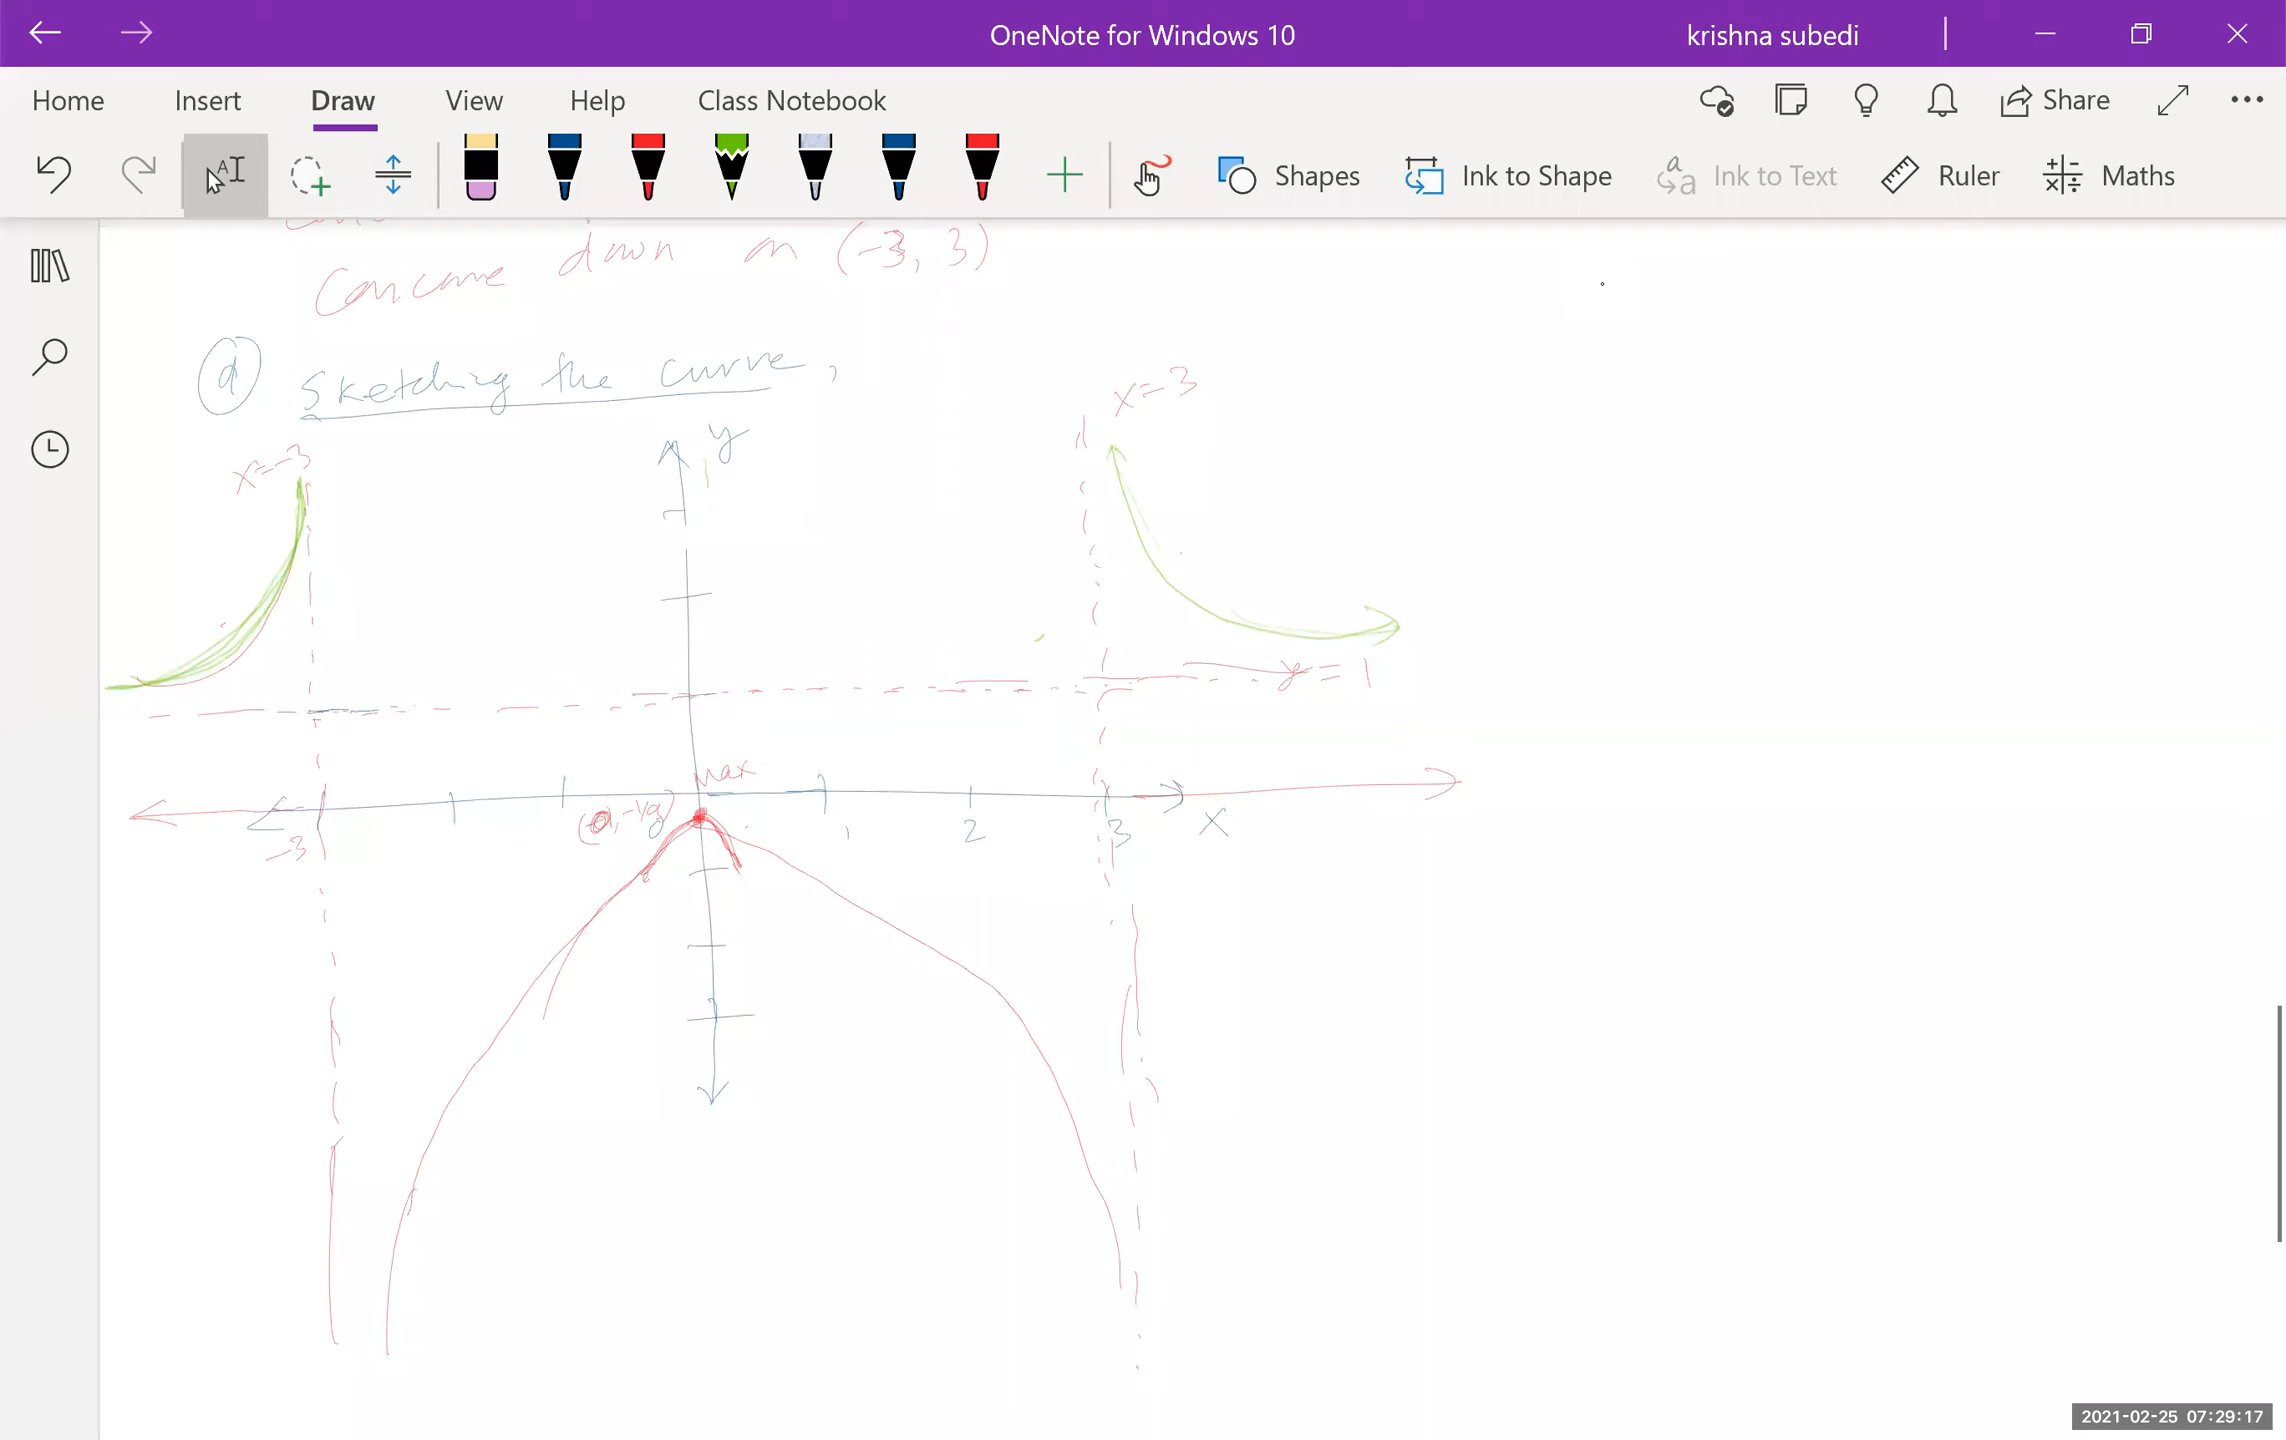 OneNote for Windows 10
krishna subedi
Home Insert Draw View Help Class Notebook
Share
Shapes Ink to Shape Ink to Text Ruler Maths
Concave down on (-3, 3)
(d) Sketching the curve,
x=-3
x=3
y
y=1
Max
(0, -1/9)
-3 1 2 3 x
2021-02-25 07:29:17